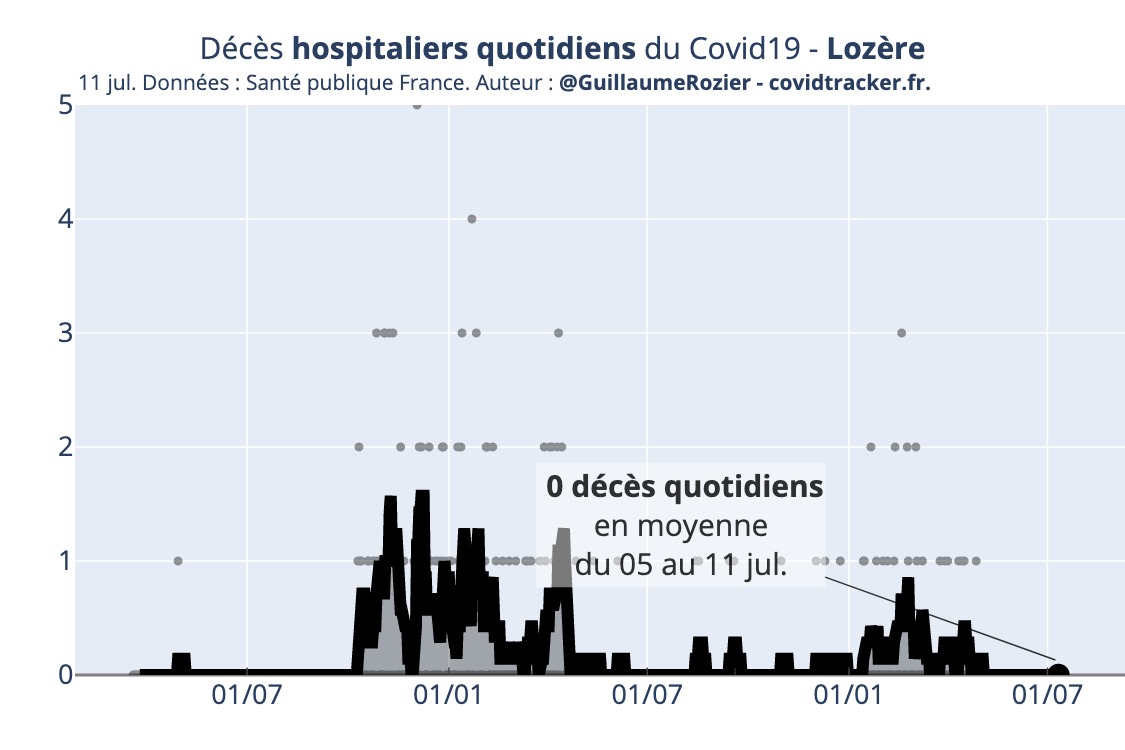 Décès hospitaliers quotidiens du Covid19 - Lozère
11 jul. Données : Santé publique France. Auteur : @GuillaumeRozier - covidtracker.fr.
5
4
3
2
1
0
0 décès quotidiens
en moyenne
du 05 au 11 jul.
01/07 01/01 01/07 01/01 01/07